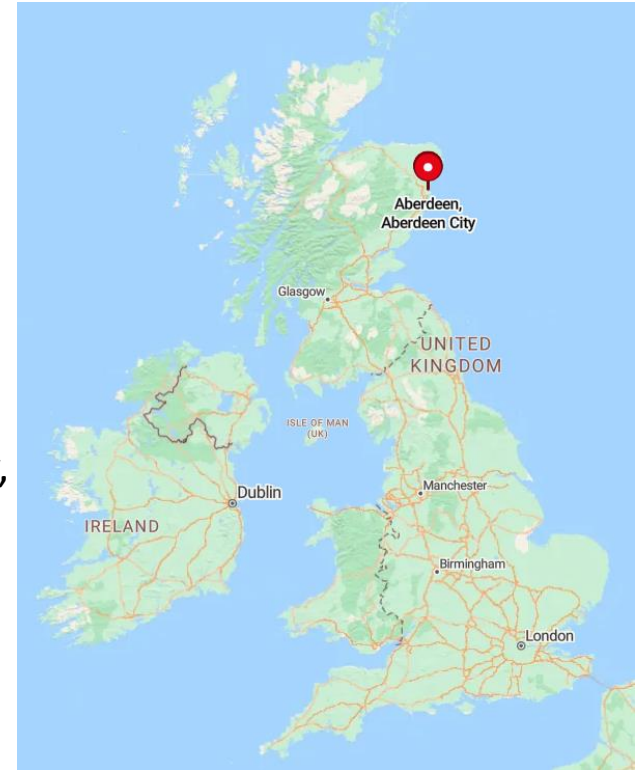 Aberdeen,
Aberdeen City
Glasgow
UNITED
KINGDOM
ISLE OF MAN
(UK)
,
Dublin
Manchester
IRELAND
Birmingham
London